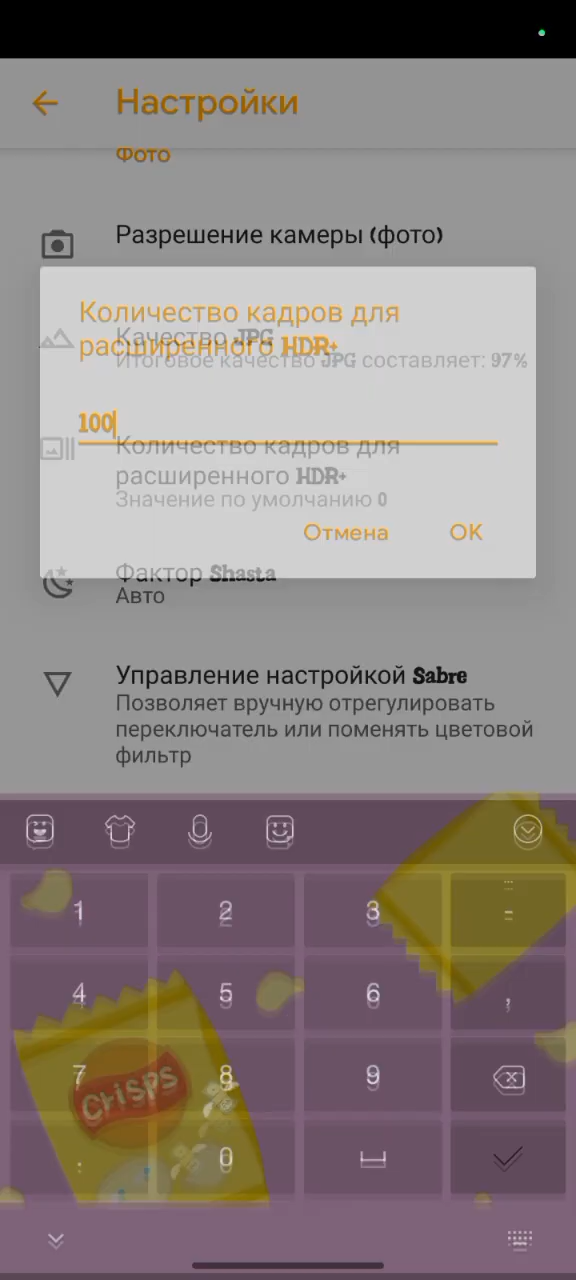 Настройки
Фото
Разрешение камеры (фото)
Количество кадров для
расширенного HDR+
Качество JPG
Итоговое качество JPG составляет: 97%
100
Количество кадров для
расширенного HDR+
Значение по умолчанию 0
Отмена
OK
Фактор Shasta
Авто
Управление настройкой Sabre
Позволяет вручную отрегулировать
переключатель или поменять цветовой
фильтр
1 2 3 -
4 5 6 ,
7 8 9
. 0
CRISPS